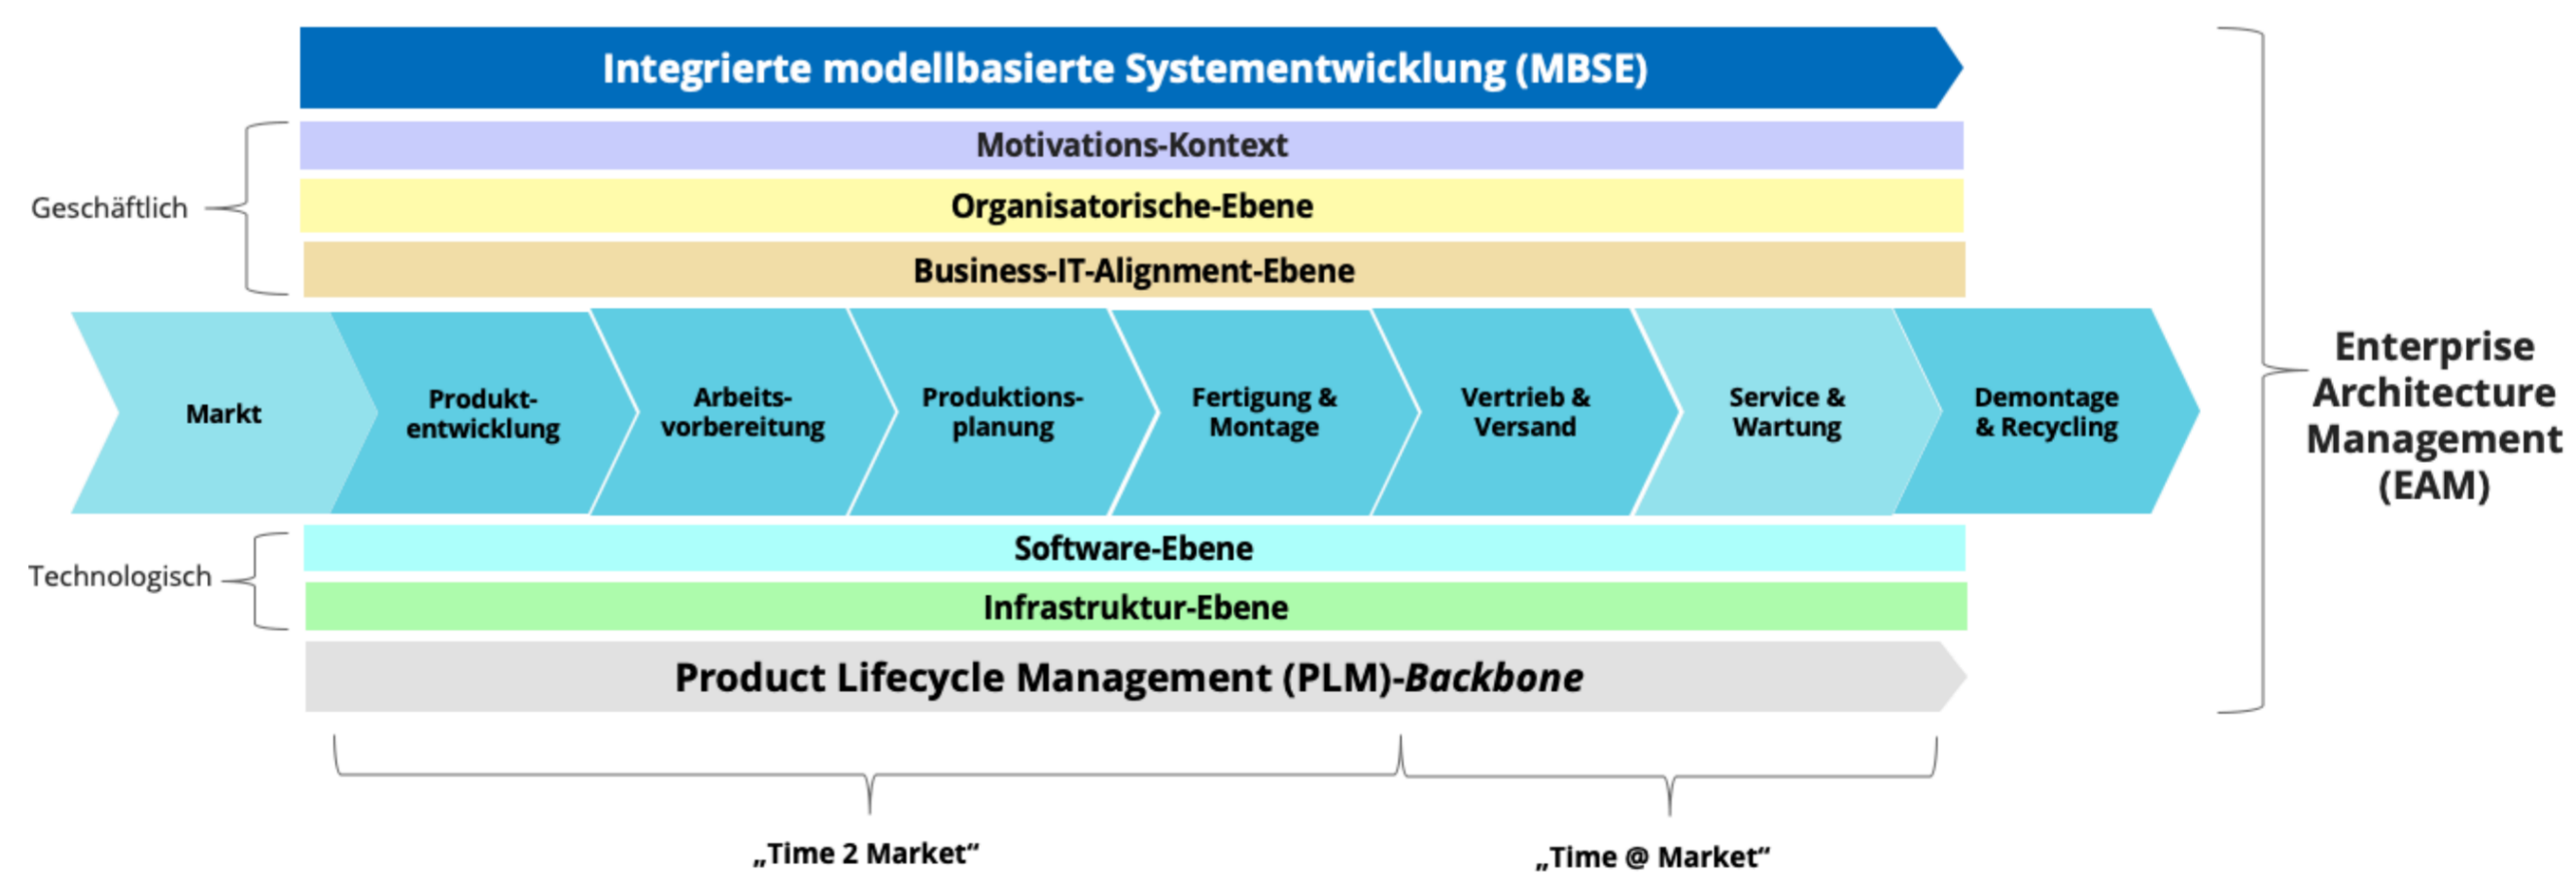 Integrierte modellbasierte Systementwicklung (MBSE)
Motivations-Kontext
Geschäftlich
Organisatorische-Ebene
Business-IT-Alignment-Ebene
Markt
Produkt-
entwicklung
Arbeits-
vorbereitung
Produktions-
planung
Fertigung &
Montage
Vertrieb &
Versand
Service &
Wartung
Demontage
& Recycling
Enterprise
Architecture
Management
(EAM)
Software-Ebene
Technologisch
Infrastruktur-Ebene
Product Lifecycle Management (PLM)-Backbone
„Time 2 Market“
„Time @ Market“